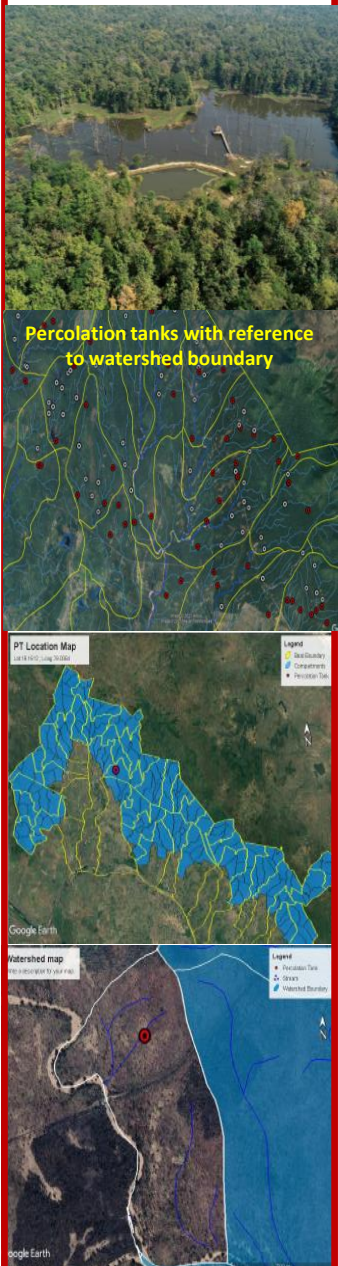 Percolation tanks with reference
to watershed boundary
PT Location Map
Legend
Beat Boundary
Compartments
Percolation Tank
N
Google Earth
Watershed map
Legend
Percolation Tank
Stream
Watershed Boundary
N
oogle Earth